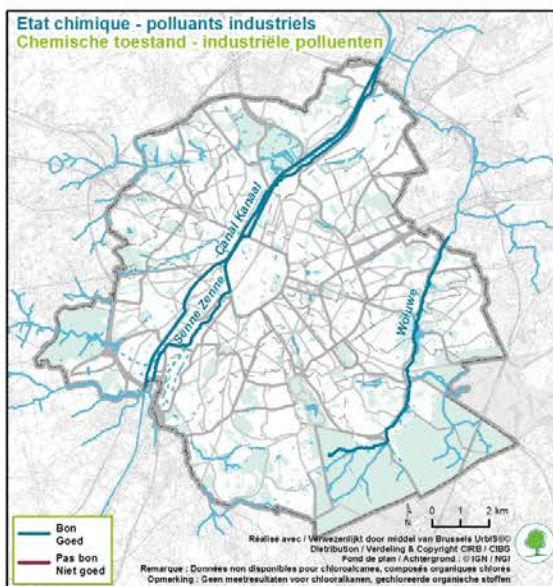 Etat chimique - polluants industriels
Chemische toestand - industriële polluenten
Canal Kanaal
Senne Zenne
Woluwe
0 1 2 km
N
Bon
Goed
Pas bon
Niet goed
Réalisé avec / Verwezenlijkt door middel van Brussels UrbIS®©
Distribution / Verdeling & Copyright CIRB / CIBG
Fond de plan / Achtergrond : © IGN / NGI
Remarque : Données non disponibles pour chloroalcanes, composés organiques chlorés
Opmerking : Geen meetresultaten voor chlooralkanen, gechloreerde organische stoffen